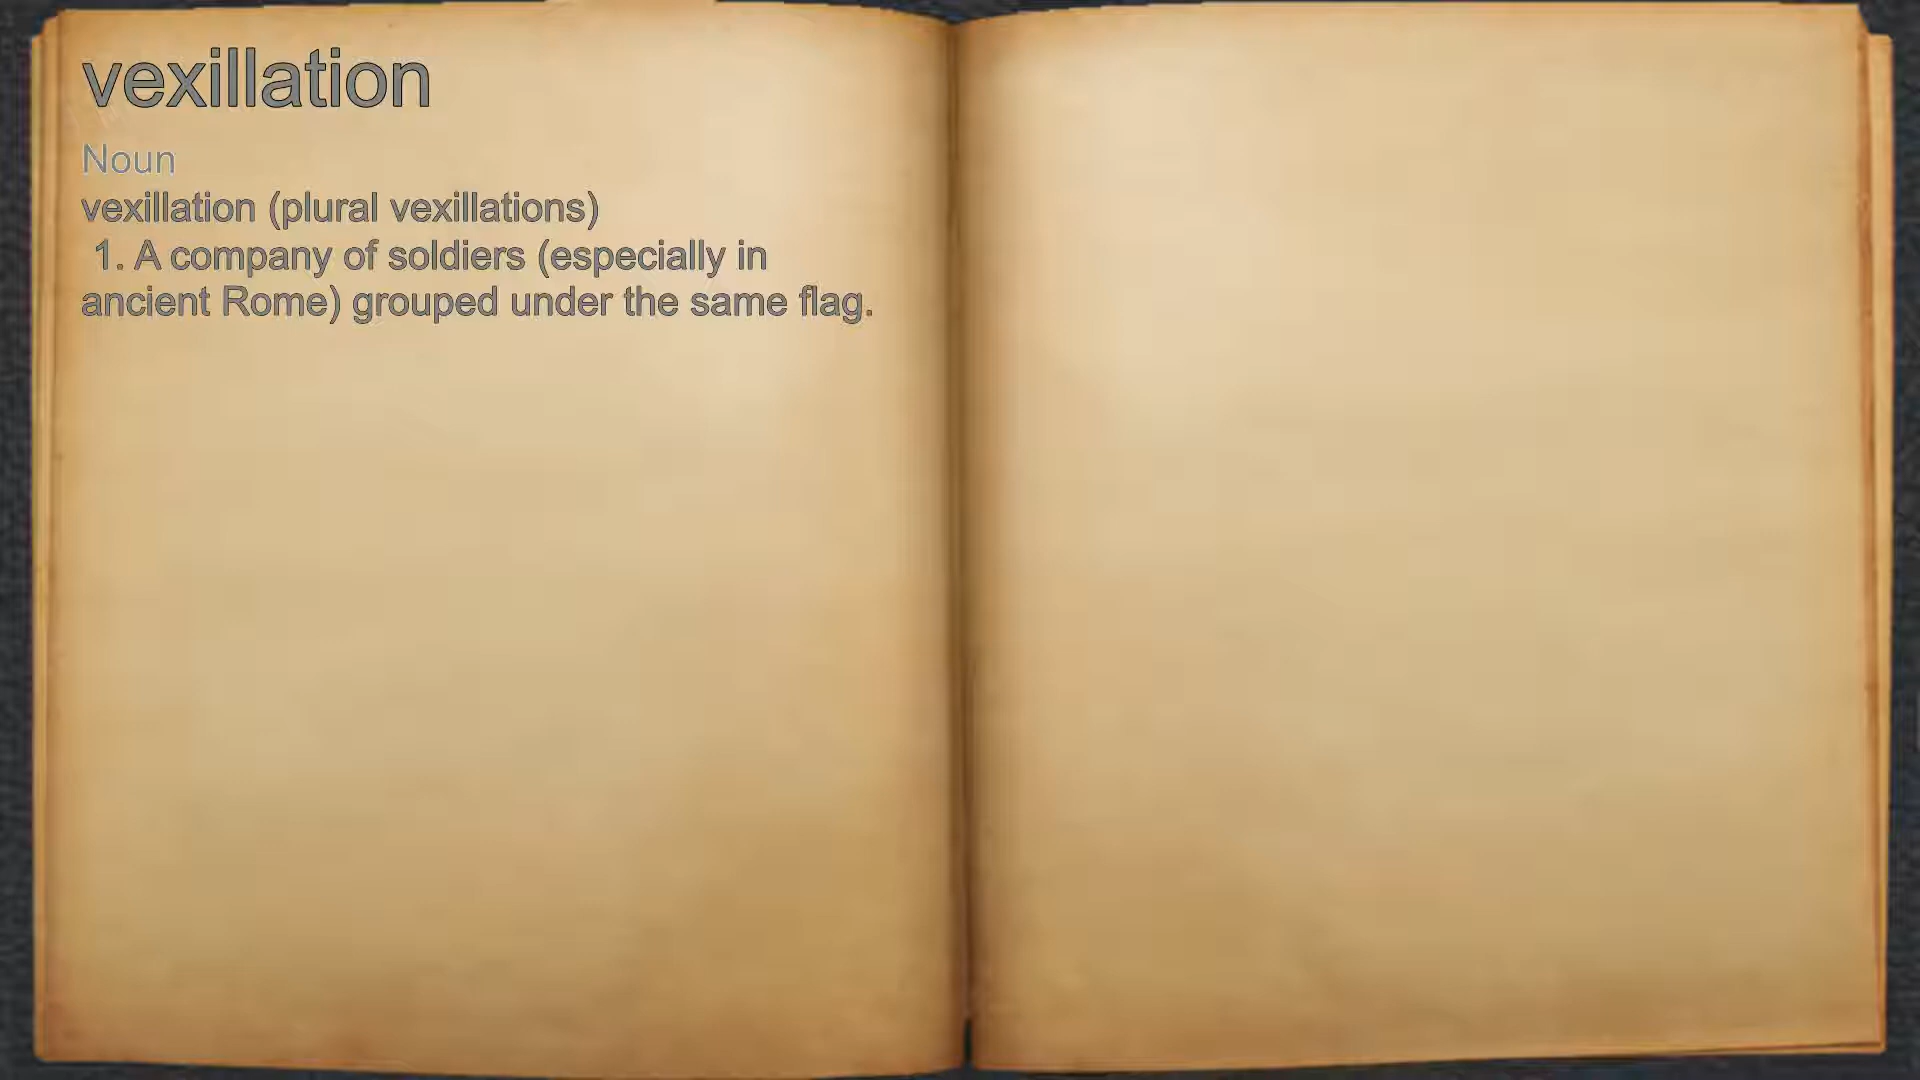 vexillation
Noun
vexillation (plural vexillations)
1. A company of soldiers (especially in
ancient Rome) grouped under the same flag.